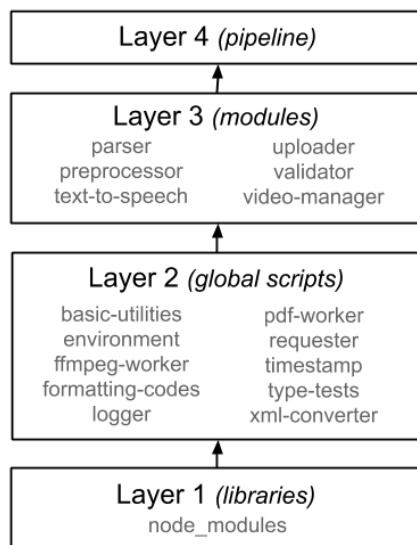 Layer 4 (pipeline)
Layer 3 (modules)
parser
preprocessor
text-to-speech
uploader
validator
video-manager
Layer 2 (global scripts)
basic-utilities
environment
ffmpeg-worker
formatting-codes
logger
pdf-worker
requester
timestamp
type-tests
xml-converter
Layer 1 (libraries)
node_modules